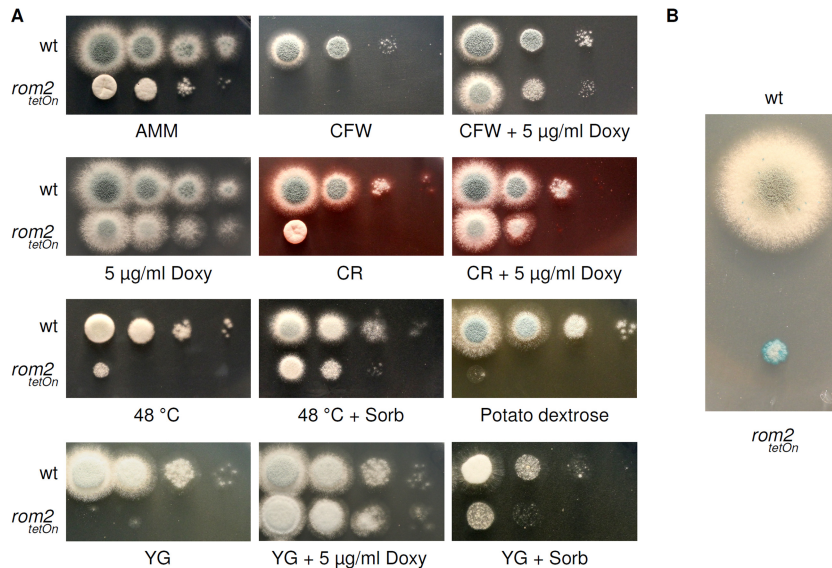 A
B
wt
rom2
tetOn
AMM
CFW
CFW + 5 µg/ml Doxy
wt
rom2
tetOn
5 µg/ml Doxy
CR
CR + 5 µg/ml Doxy
wt
rom2
tetOn
48 °C
48 °C + Sorb
Potato dextrose
wt
rom2
tetOn
YG
YG + 5 µg/ml Doxy
YG + Sorb
wt
rom2
tetOn